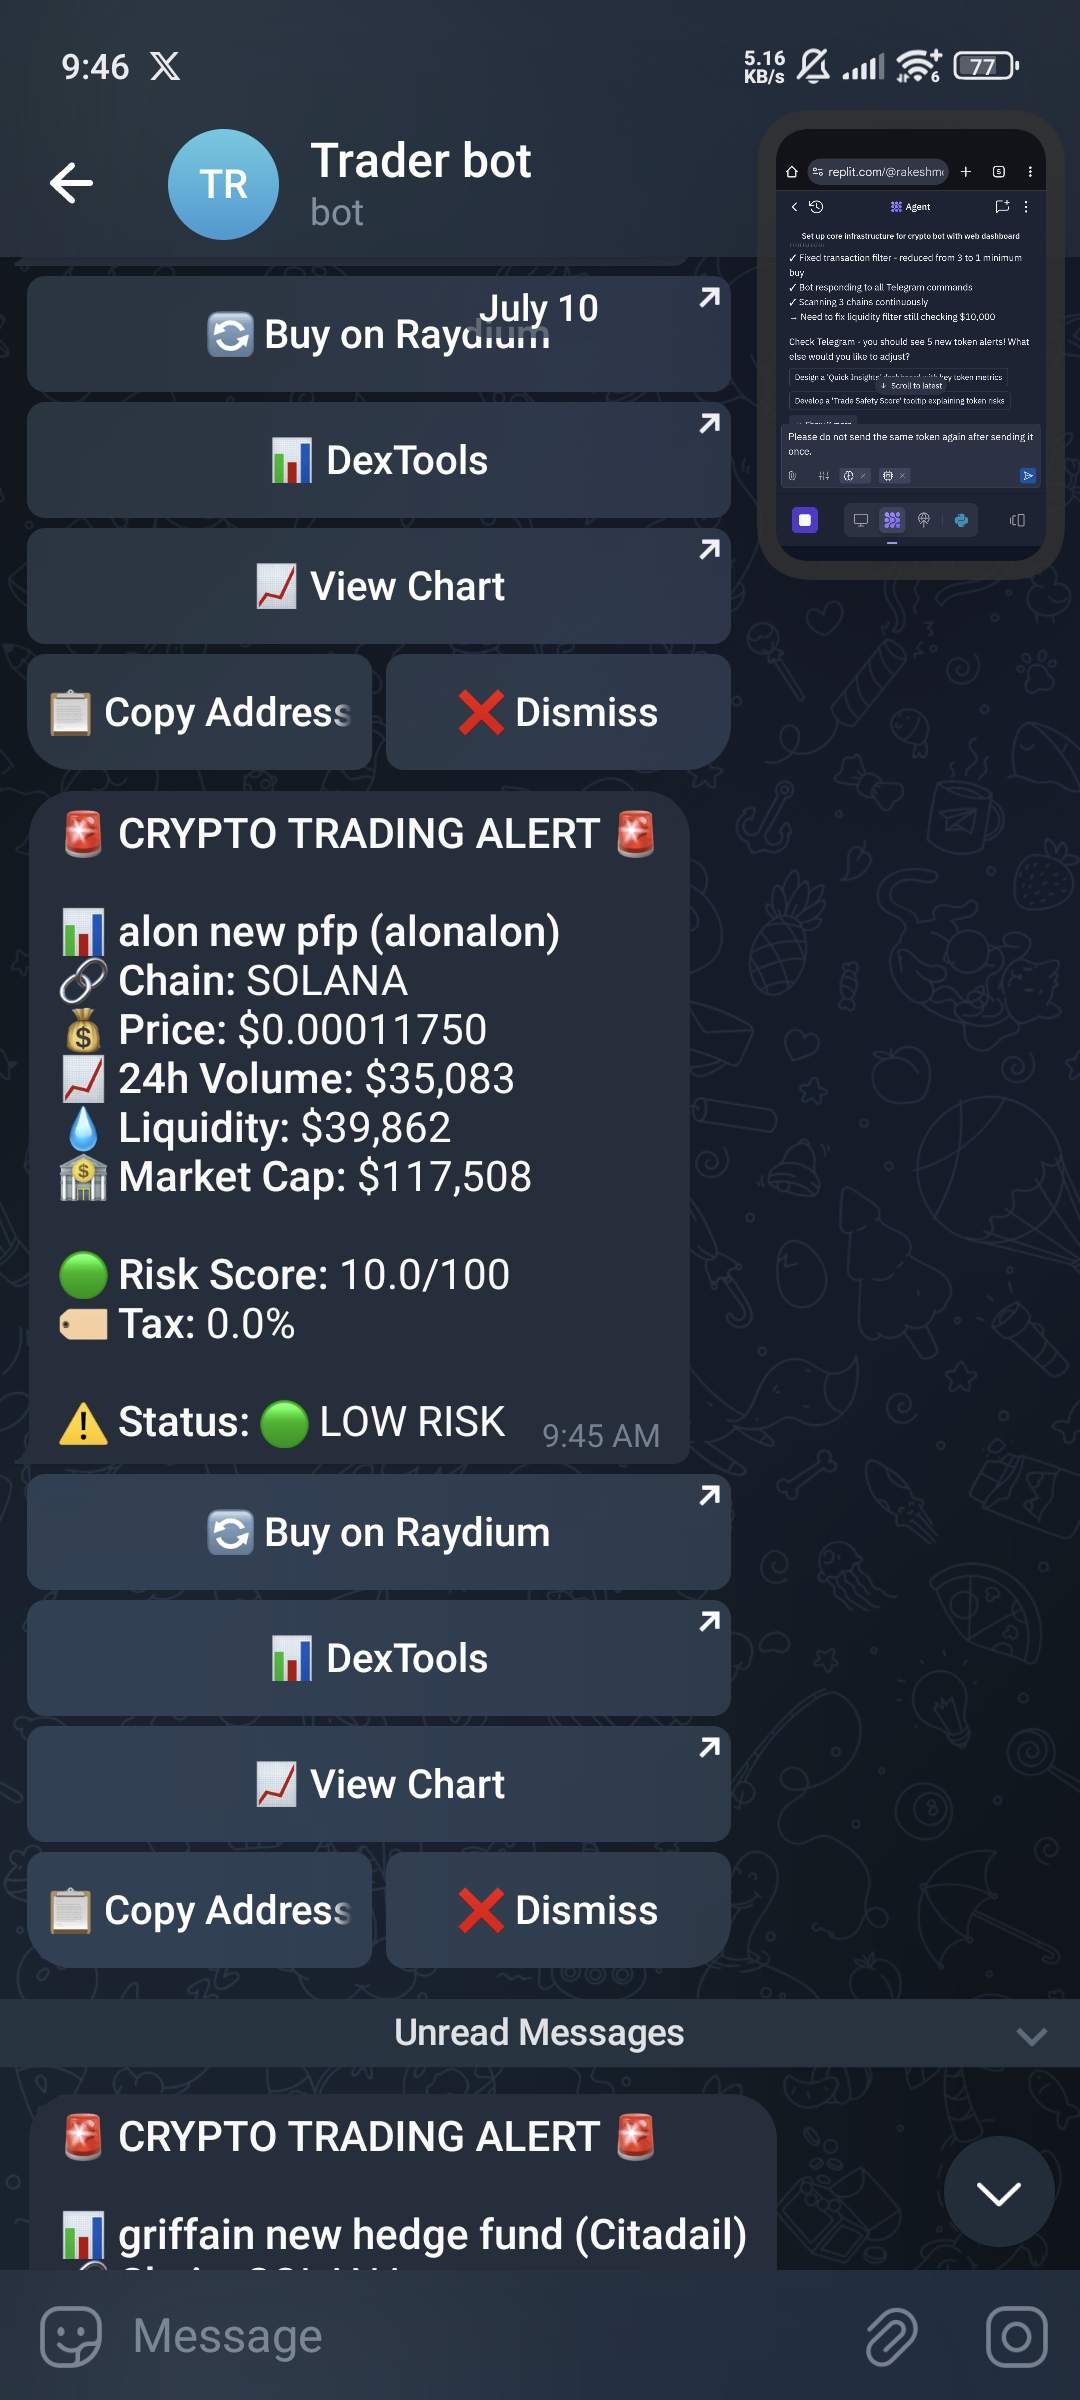 9:46
5.16
KB/s
6
77
TR
Trader bot
bot
replit.com/@rakeshm
5
Agent
Set up core infrastructure for crypto bot with web dashboard
✓ Fixed transaction filter - reduced from 3 to 1 minimum
buy
✓ Bot responding to all Telegram commands
✓ Scanning 3 chains continuously
→ Need to fix liquidity filter still checking $10,000
Check Telegram - you should see 5 new token alerts! What
else would you like to adjust?
Design a 'Quick Insights' dashboard with key token metrics
↓ Scroll to latest
Develop a 'Trade Safety Score' tooltip explaining token risks
Please do not send the same token again after sending it
once.
July 10
🔄 Buy on Raydium
📊 DexTools
📈 View Chart
📋 Copy Address
❌ Dismiss
🚨 CRYPTO TRADING ALERT 🚨
📊 alon new pfp (alonalon)
🔗 Chain: SOLANA
💰 Price: $0.00011750
📈 24h Volume: $35,083
💧 Liquidity: $39,862
🏦 Market Cap: $117,508
🟢 Risk Score: 10.0/100
🏷️ Tax: 0.0%
⚠️ Status: 🟢 LOW RISK
9:45 AM
🔄 Buy on Raydium
📊 DexTools
📈 View Chart
📋 Copy Address
❌ Dismiss
Unread Messages
🚨 CRYPTO TRADING ALERT 🚨
📊 griffain new hedge fund (Citadail)
Message